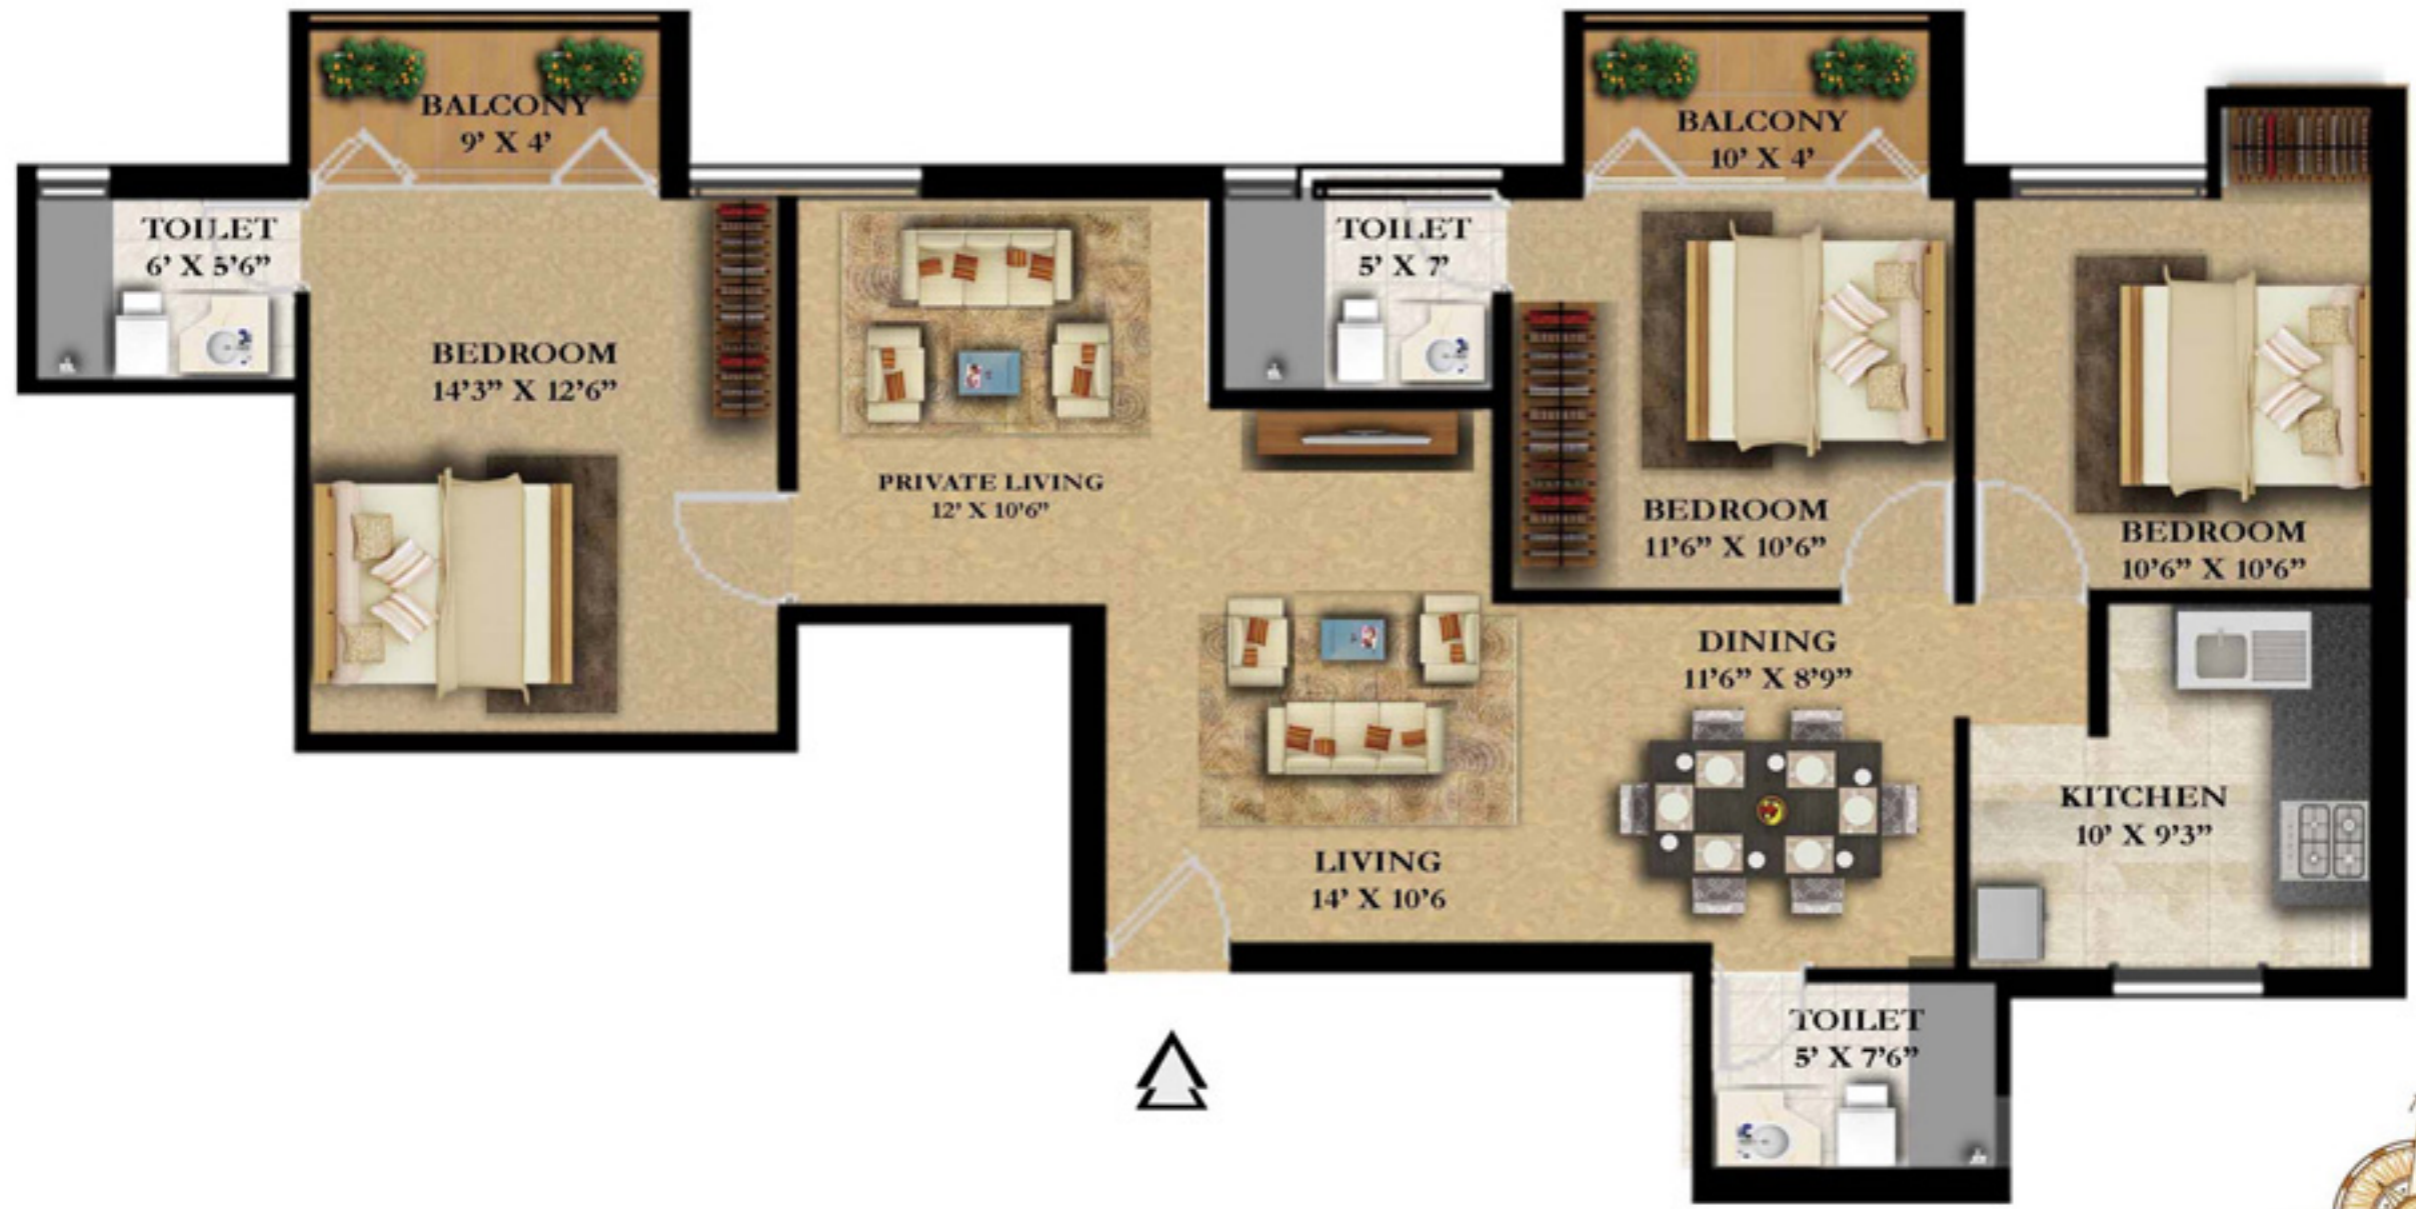 BALCONY
9’ X 4’
BALCONY
10’ X 4’
TOILET
6’ X 5’6”
TOILET
5’ X 7’
BEDROOM
14’3” X 12’6”
PRIVATE LIVING
12’ X 10’6”
BEDROOM
11’6” X 10’6”
BEDROOM
10’6” X 10’6”
DINING
11’6” X 8’9”
KITCHEN
10’ X 9’3”
LIVING
14’ X 10’6
TOILET
5’ X 7’6”